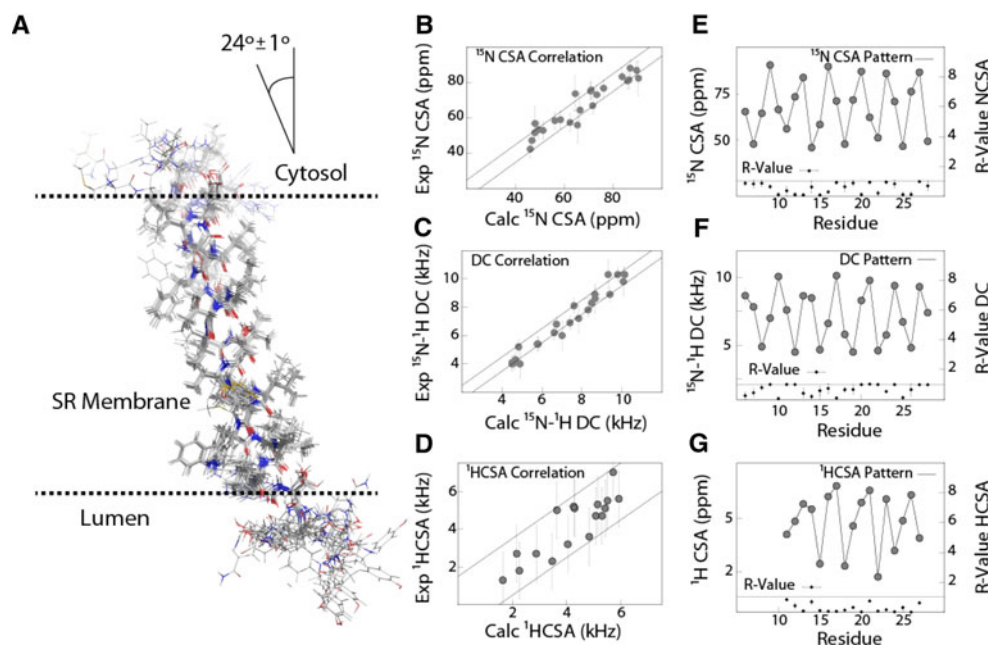 A
24º±1º
Cytosol
SR Membrane
Lumen
B
¹⁵N CSA Correlation
Exp ¹⁵N CSA (ppm)
80
60
40
40 60 80
Calc ¹⁵N CSA (ppm)
C
DC Correlation
Exp ¹⁵N-¹H DC (kHz)
10
8
6
4
4 6 8 10
Calc ¹⁵N-¹H DC (kHz)
D
¹HCSA Correlation
Exp ¹HCSA (kHz)
6
4
2
2 4 6
Calc ¹HCSA (kHz)
E
¹⁵N CSA Pattern
¹⁵N CSA (ppm)
75
50
R-Value
8
6
4
2
R-Value NCSA
10 15 20 25
Residue
F
DC Pattern
¹⁵N-¹H DC (kHz)
10
5
R-Value
8
6
4
2
R-Value DC
10 15 20 25
Residue
G
¹HCSA Pattern
¹H CSA (ppm)
5
2
R-Value
8
6
4
2
R-Value HCSA
10 15 20 25
Residue